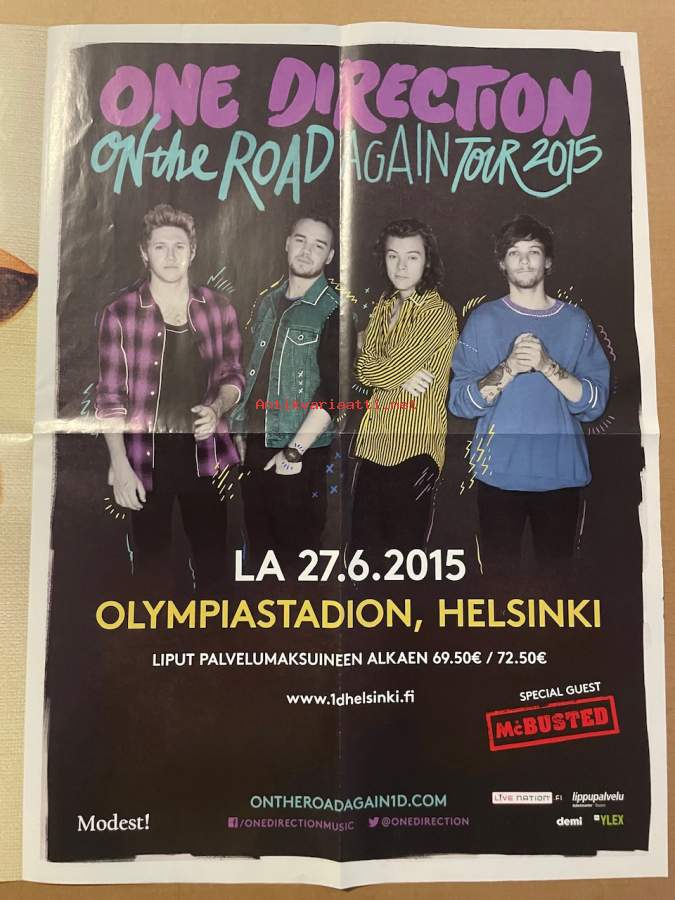 ONE DIRECTION
ON the ROAD AGAIN TOUR 2015
Antikvariaatti.net
LA 27.6.2015
OLYMPIASTADION, HELSINKI
LIPUT PALVELUMAKSUINEEN ALKAEN 69.50€ / 72.50€
www.1dhelsinki.fi
SPECIAL GUEST
McBUSTED
ONTHEROADAGAIN1D.COM
LIVE NATION.FI
lippupalvelu
Modest!
f/ONEDIRECTIONMUSIC
@ONEDIRECTION
demi
YLEX